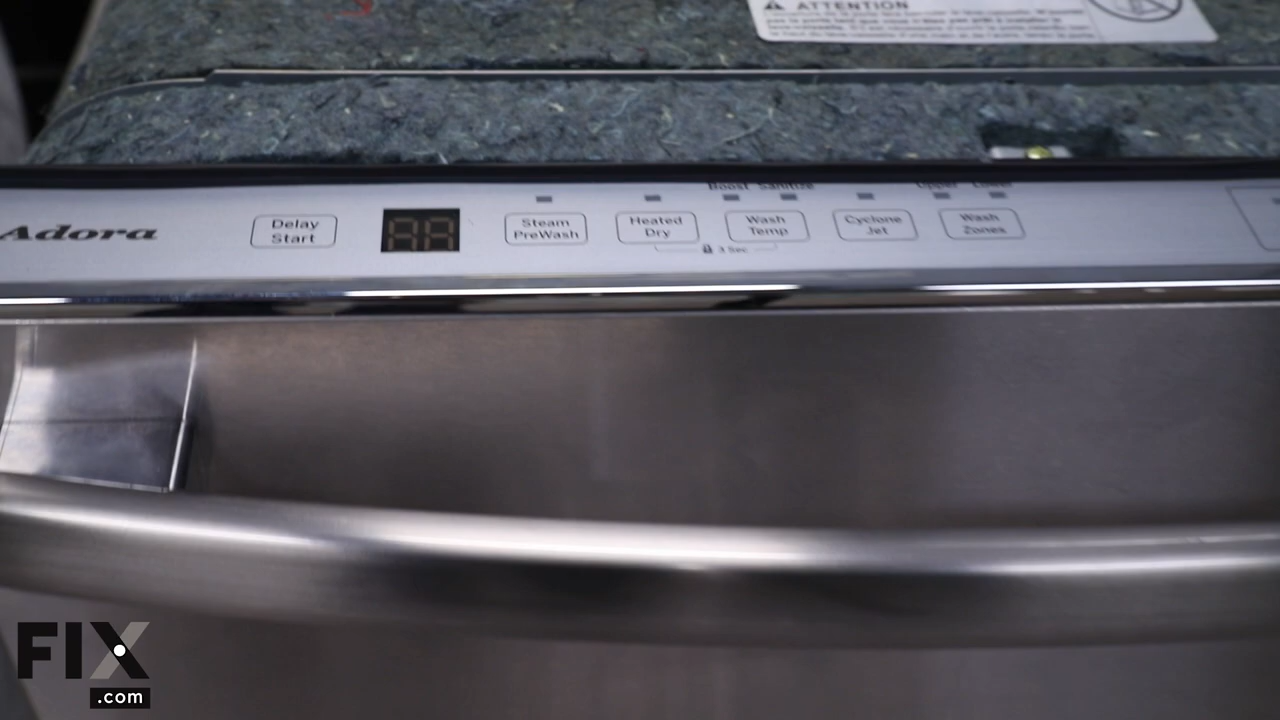 ATTENTION
Adora
Delay
Start
Steam
PreWash
Heated
Dry
Boost Sanitize
Wash
Temp
3 Sec
Cyclone
Jet
Upper Lower
Wash
Zones
FIX
.com